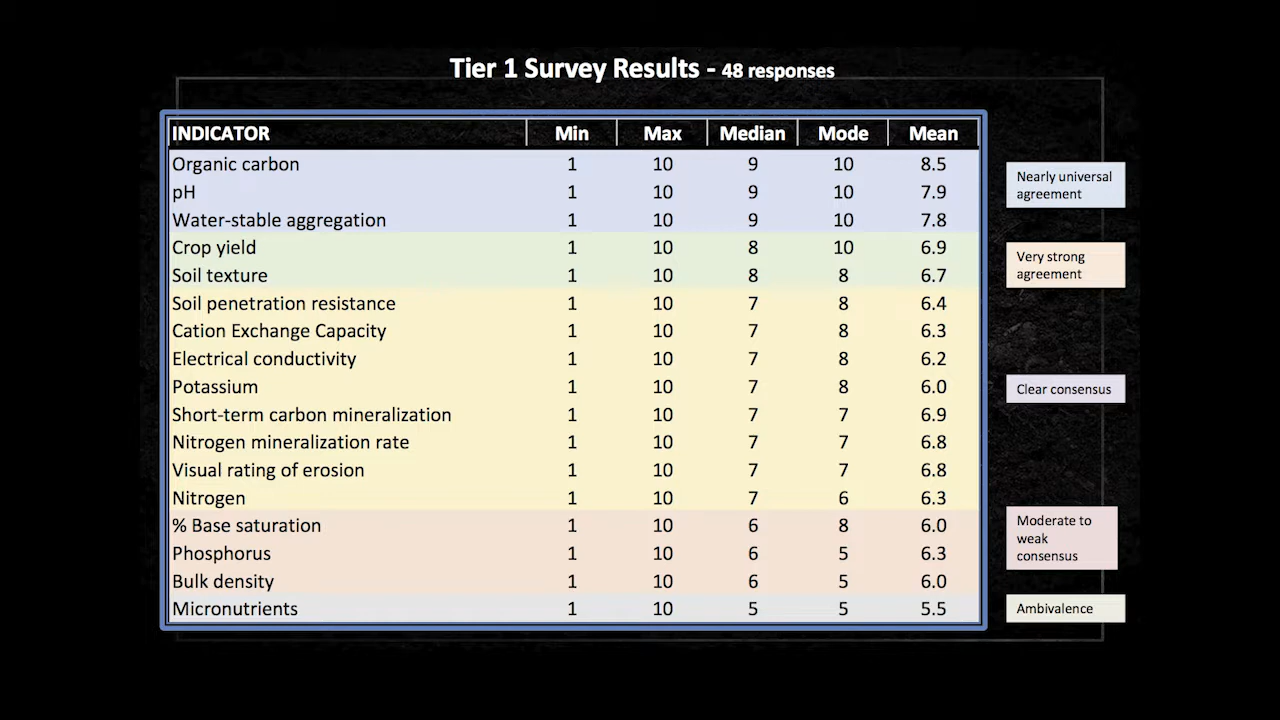 Tier 1 Survey Results - 48 responses
INDICATOR Min Max Median Mode Mean
Organic carbon 1 10 9 10 8.5
pH 1 10 9 10 7.9
Water-stable aggregation 1 10 9 10 7.8
Crop yield 1 10 8 10 6.9
Soil texture 1 10 8 8 6.7
Soil penetration resistance 1 10 7 8 6.4
Cation Exchange Capacity 1 10 7 8 6.3
Electrical conductivity 1 10 7 8 6.2
Potassium 1 10 7 8 6.0
Short-term carbon mineralization 1 10 7 7 6.9
Nitrogen mineralization rate 1 10 7 7 6.8
Visual rating of erosion 1 10 7 7 6.8
Nitrogen 1 10 7 6 6.3
% Base saturation 1 10 6 8 6.0
Phosphorus 1 10 6 5 6.3
Bulk density 1 10 6 5 6.0
Micronutrients 1 10 5 5 5.5
Nearly universal
agreement
Very strong
agreement
Clear consensus
Moderate to
weak
consensus
Ambivalence